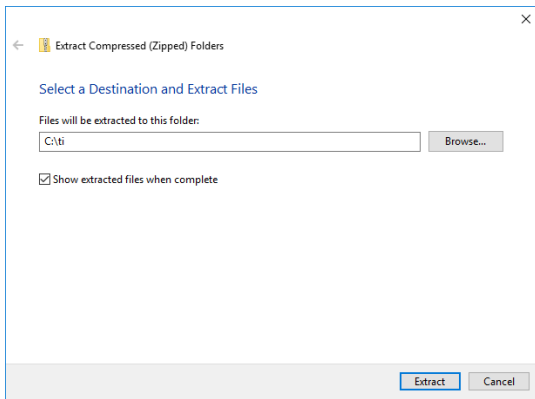 Extract Compressed (Zipped) Folders
Select a Destination and Extract Files
Files will be extracted to this folder:
C:\ti
Browse...
Show extracted files when complete
Extract
Cancel